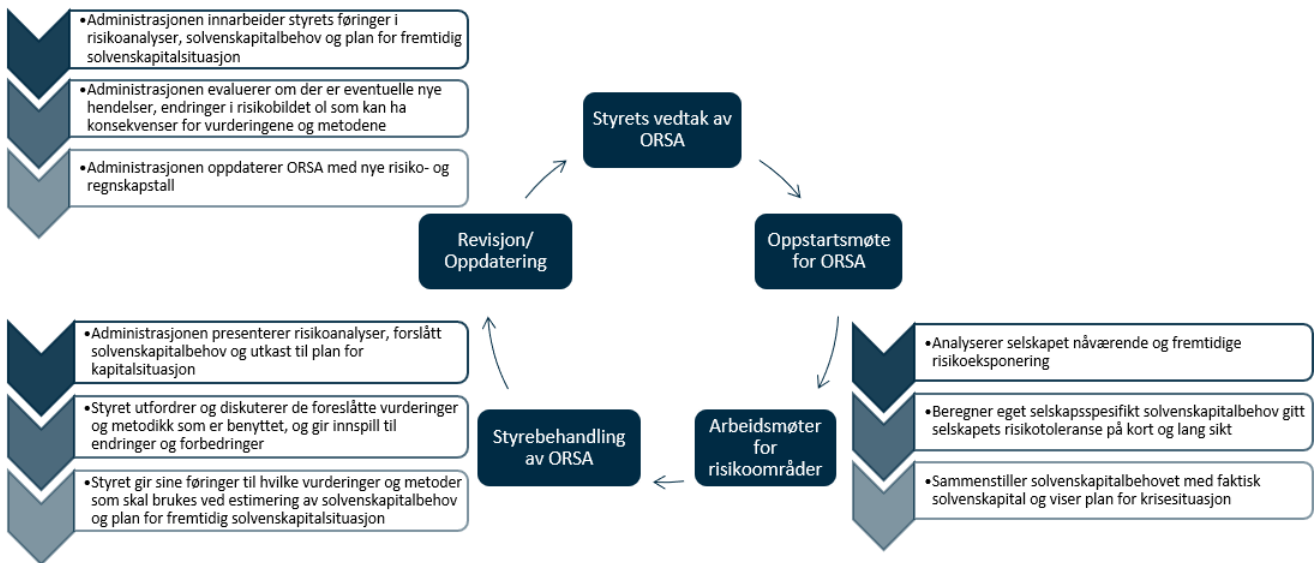 •Administrasjonen innarbeider styrets føringer i
risikoanalyser, solvenskapitalbehov og plan for fremtidig
solvenskapitalsituasjon
•Administrasjonen evaluerer om der er eventuelle nye
hendelser, endringer i risikobildet ol som kan ha
konsekvenser for vurderingene og metodene
•Administrasjonen oppdaterer ORSA med nye risiko- og
regnskapstall
Styrets vedtak av
ORSA
Oppstartsmøte
for ORSA
Arbeidsmøter
for
risikoområder
Styrebehandling
av ORSA
Revisjon/
Oppdatering
•Administrasjonen presenterer risikoanalyser, forslått
solvenskapitalbehov og utkast til plan for
kapitalsituasjon
•Styret utfordrer og diskuterer de foreslåtte vurderinger
og metodikk som er benyttet, og gir innspill til
endringer og forbedringer
•Styret gir sine føringer til hvilke vurderinger og metoder
som skal brukes ved estimering av solvenskapitalbehov
og plan for fremtidig solvenskapitalsituasjon
•Analyserer selskapet nåværende og fremtidige
risikoeksponering
•Beregner eget selskapsspesifikt solvenskapitalbehov gitt
selskapets risikotoleranse på kort og lang sikt
•Sammenstiller solvenskapitalbehovet med faktisk
solvenskapital og viser plan for krisesituasjon